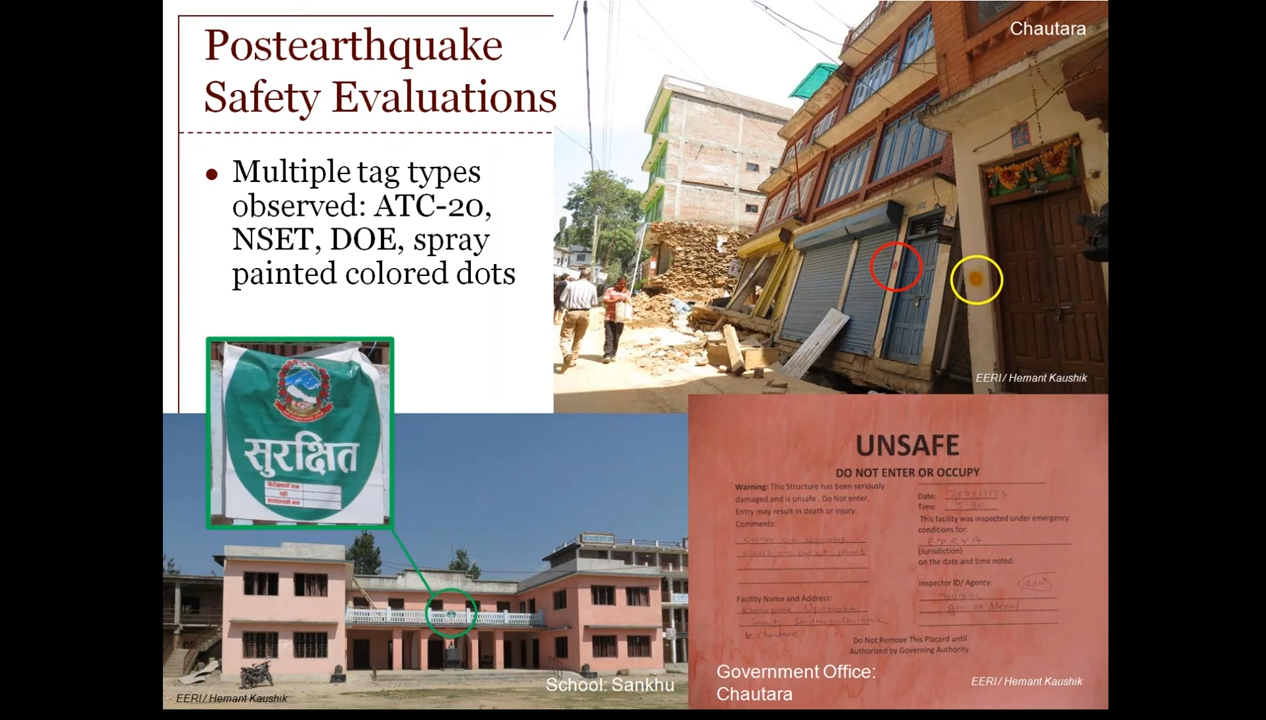 Postearthquake
Safety Evaluations
Multiple tag types
observed: ATC-20,
NSET, DOE, spray
painted colored dots
Chautara
EERI / Hemant Kaushik
सुरक्षित
School: Sankhu
EERI / Hemant Kaushik
UNSAFE
DO NOT ENTER OR OCCUPY
Warning: This Structure has been seriously
damaged and is unsafe . Do Not enter,
Entry may result in death or injury.
Comments:
Facility Name and Address:
Date:
Time:
This facility was inspected under emergency
conditions for:
(Jurisdiction)
on the date and time noted.
Inspector ID/ Agency:
Do Not Remove This Placard until
Authorized by Governing Authority.
Government Office:
Chautara
EERI / Hemant Kaushik